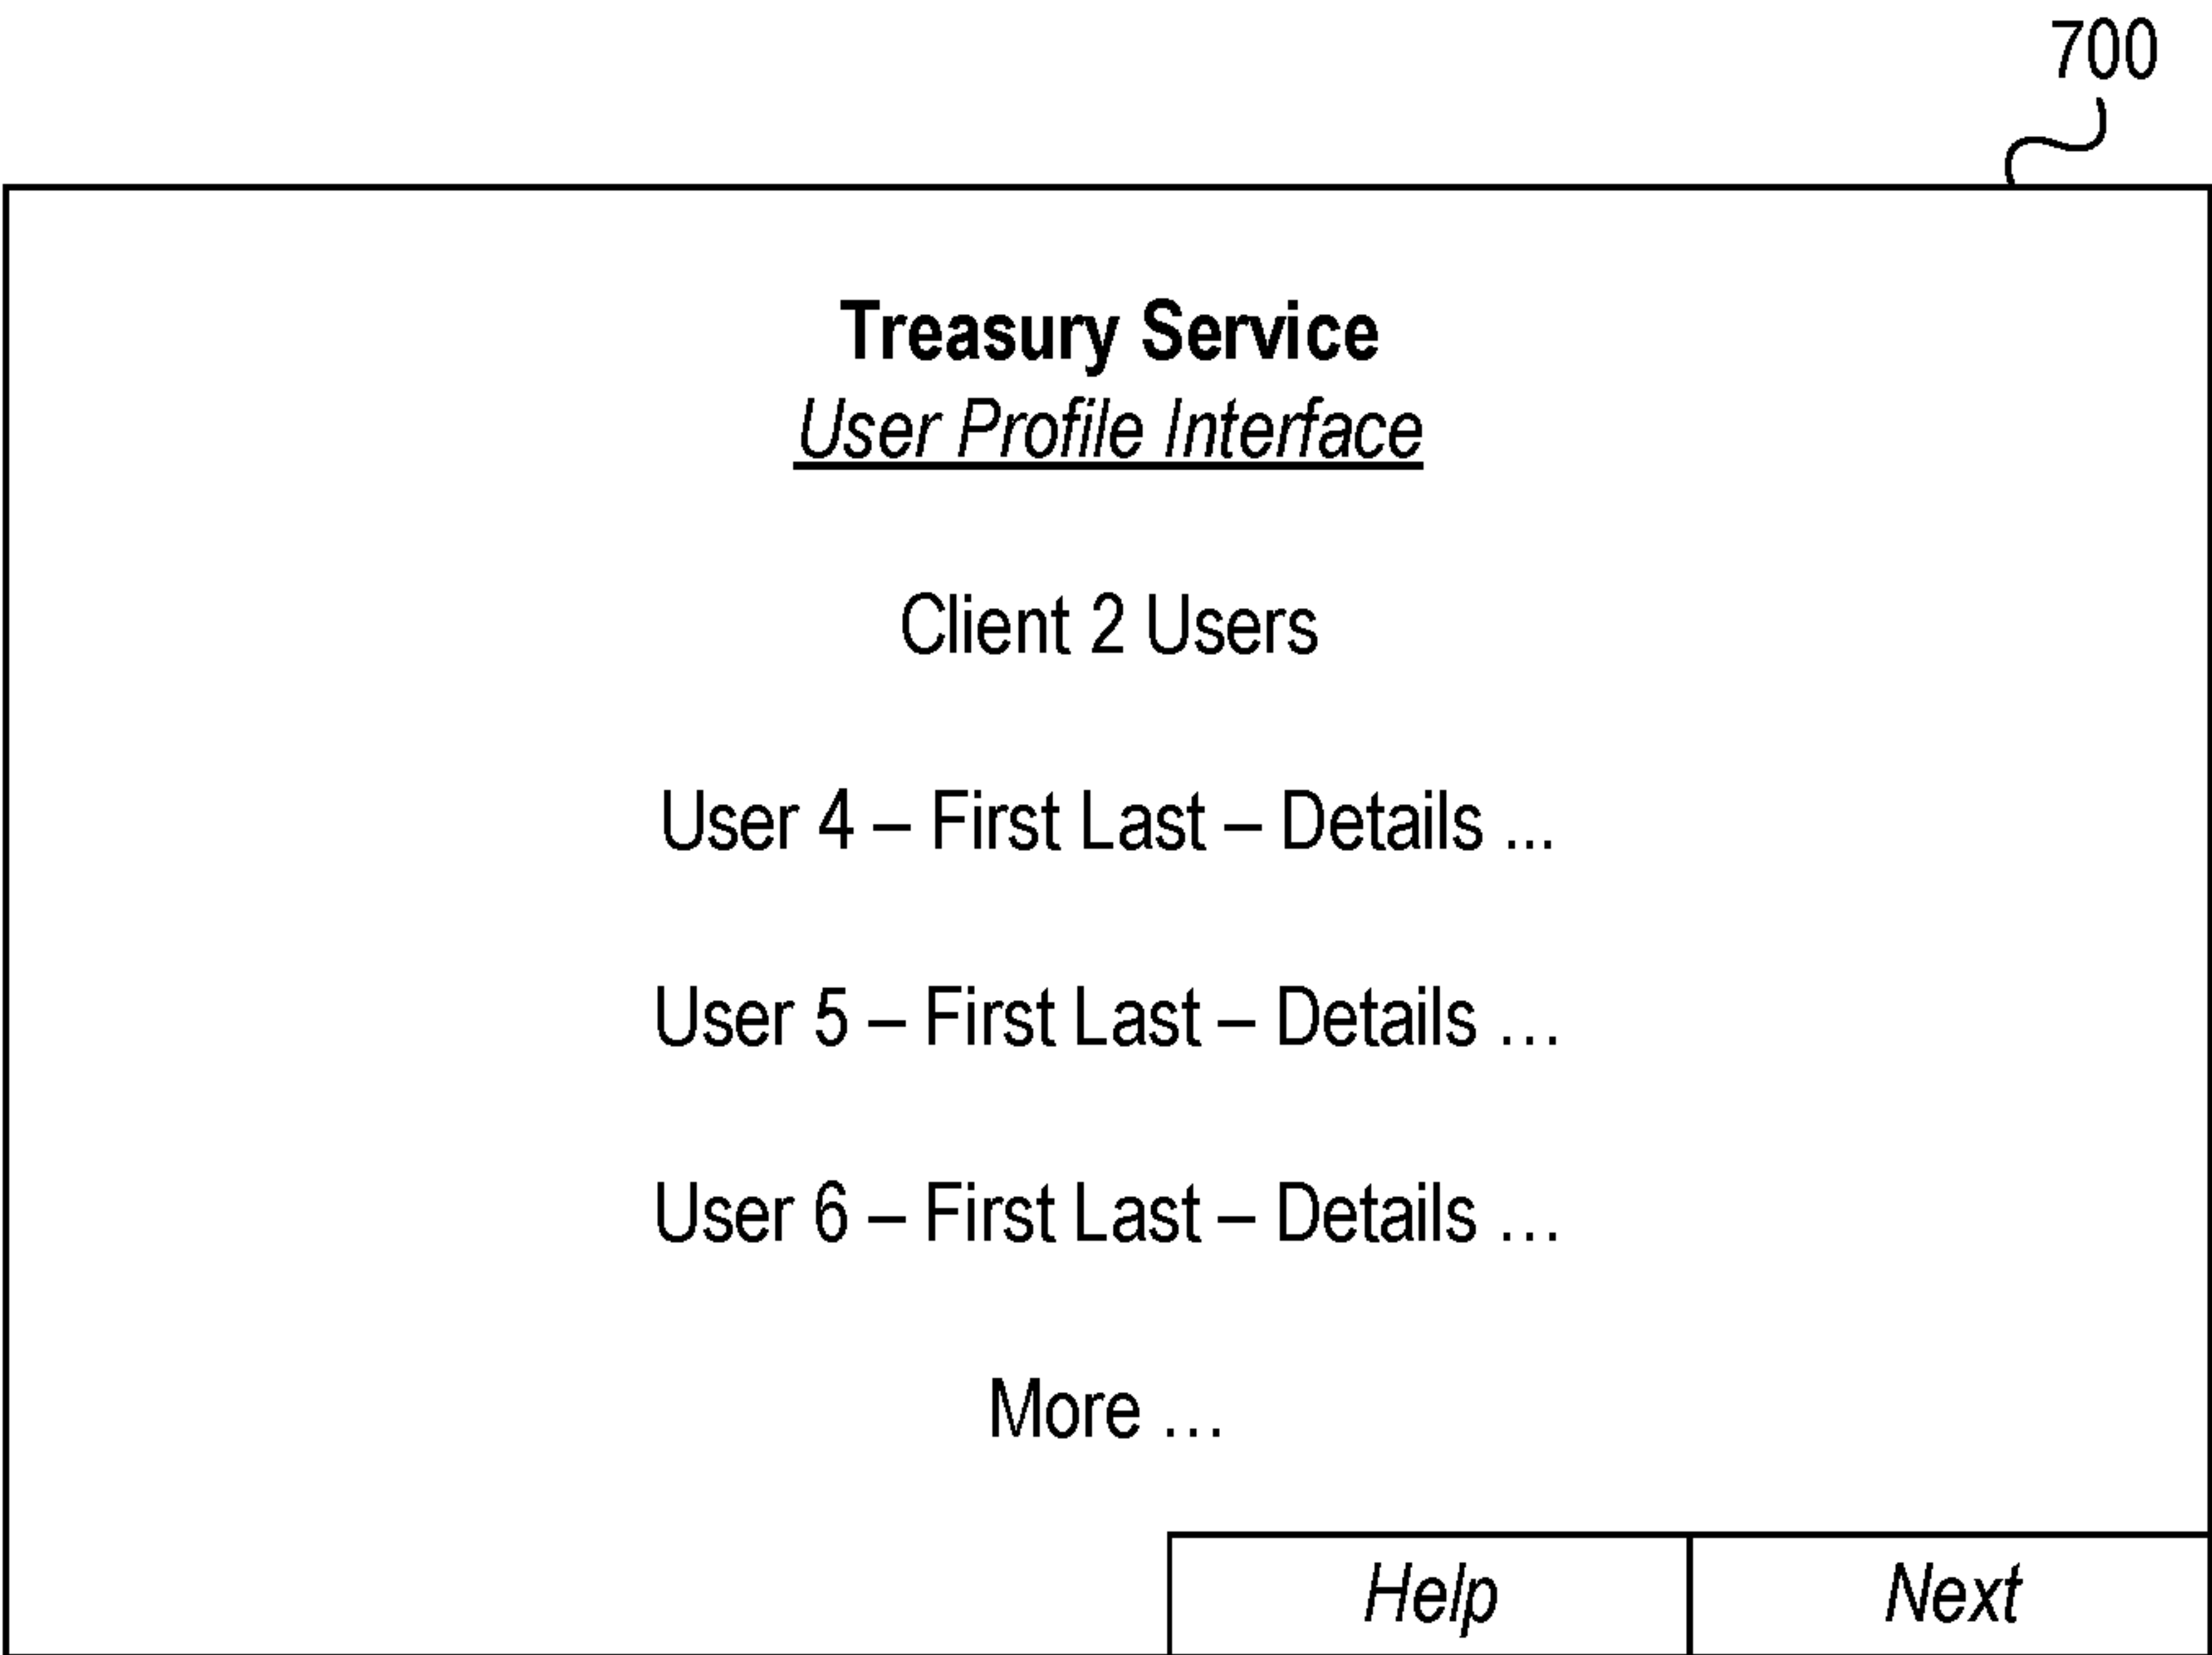 700
Treasury Service
User Profile Interface
Client 2 Users
User 4 – First Last – Details ...
User 5 – First Last – Details …
User 6 – First Last – Details …
More …
Help
Next